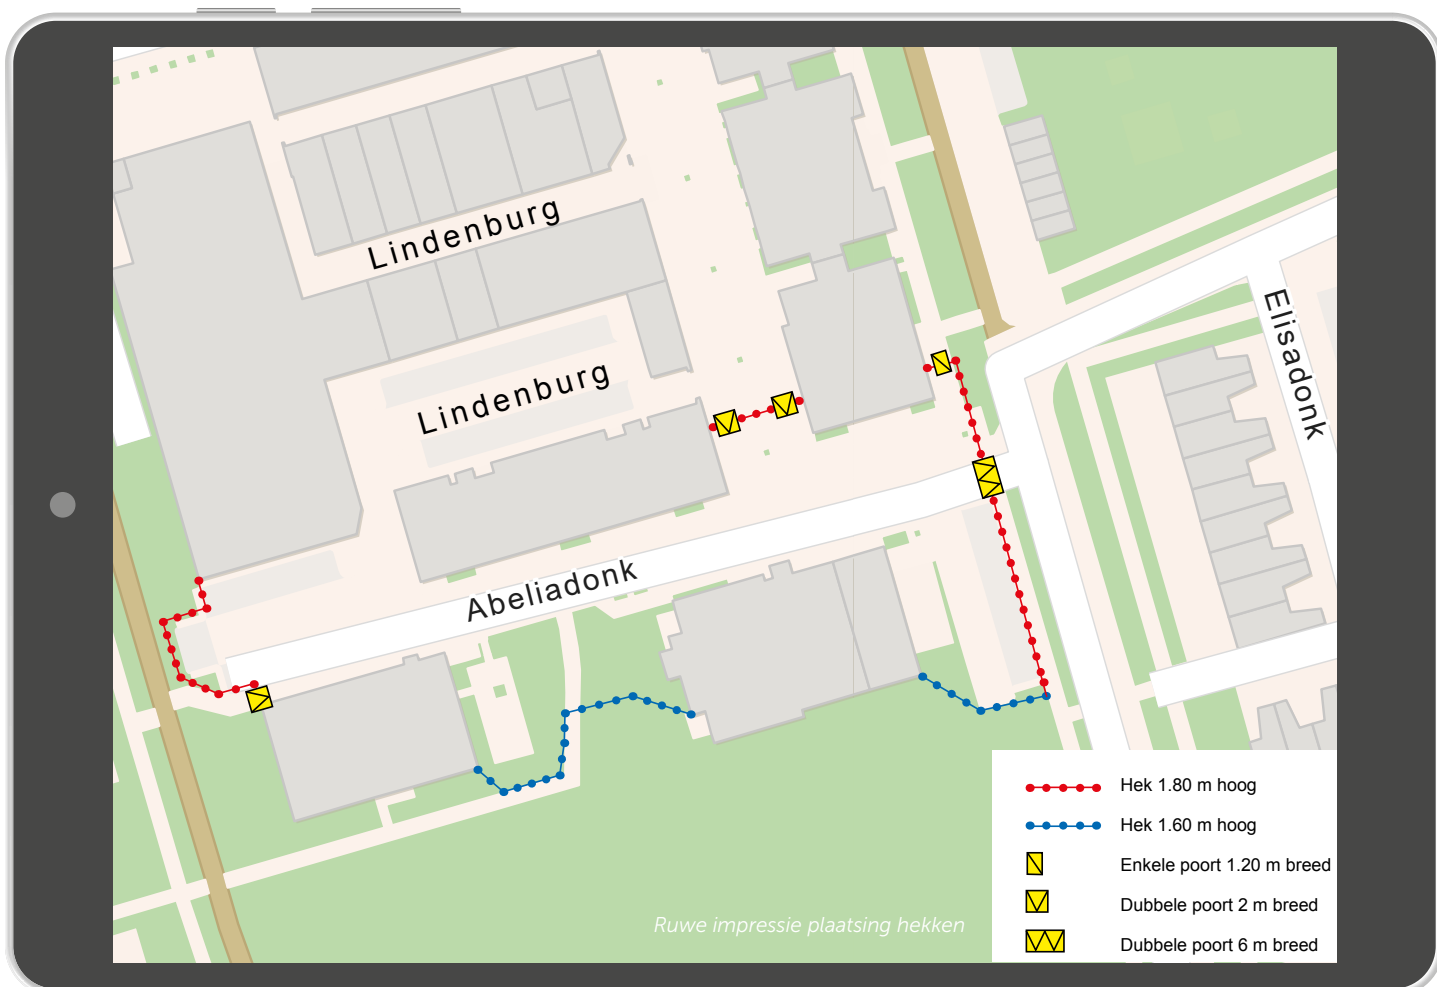 Lindenburg
Lindenburg
Elisadonk
Abeliadonk
Hek 1.80 m hoog
Hek 1.60 m hoog
Enkele poort 1.20 m breed
Dubbele poort 2 m breed
Dubbele poort 6 m breed
Ruwe impressie plaatsing hekken